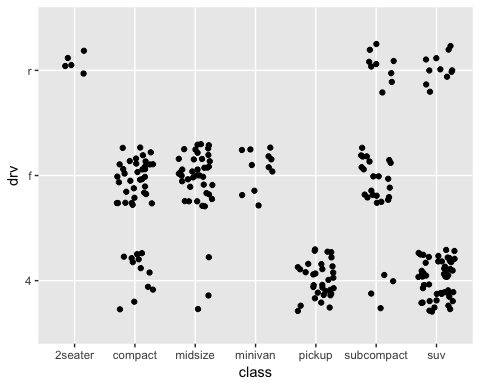 drv
r
f
4
2seater compact midsize minivan pickup subcompact suv
class